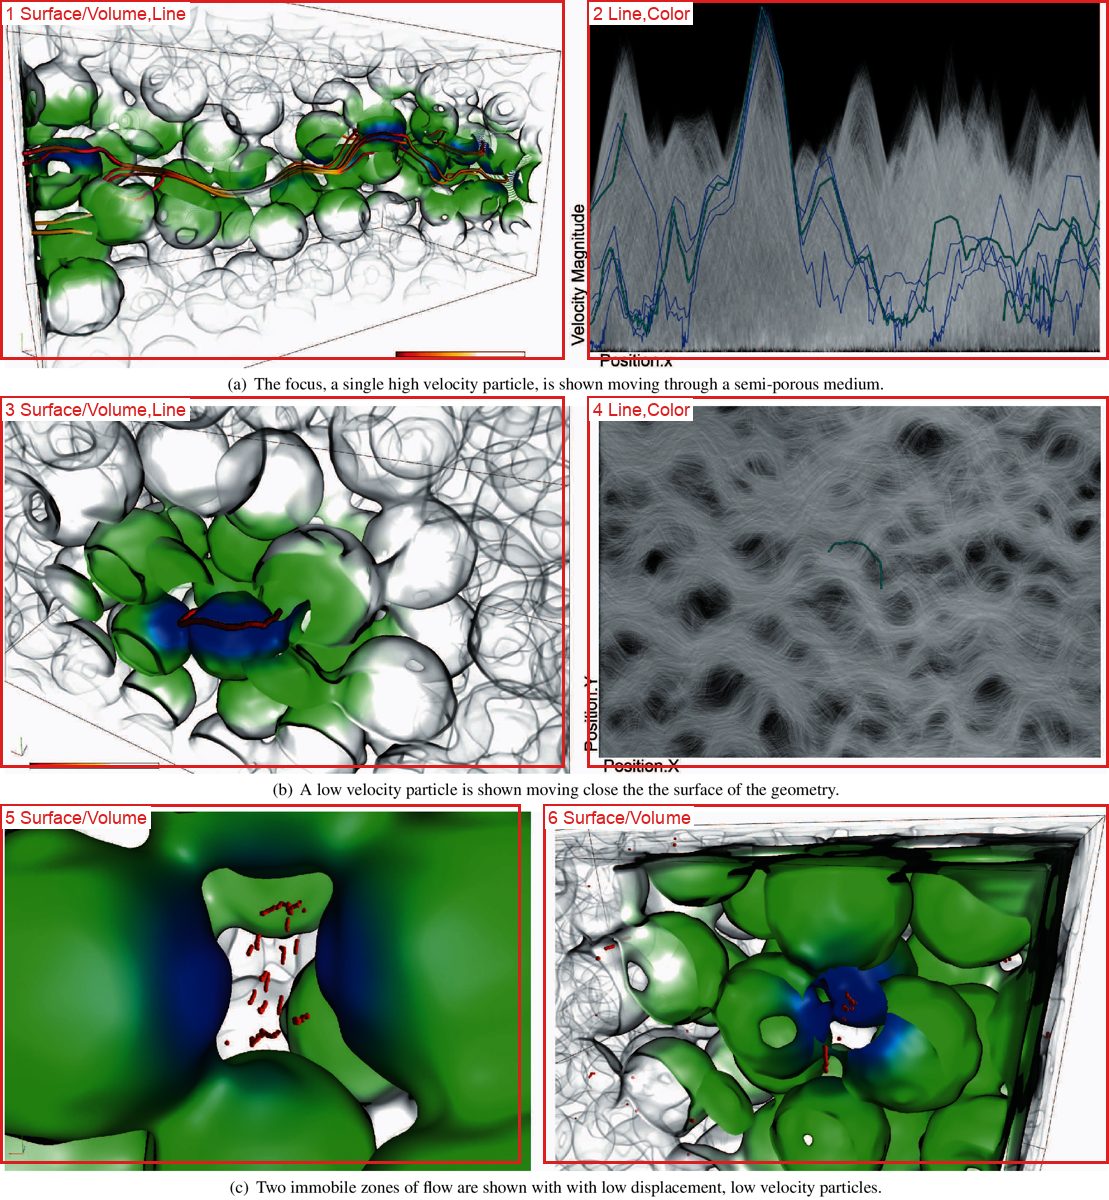 1 Surface/Volume,Line
2 Line,Color
Velocity Magnitude
Position.x
(a) The focus, a single high velocity particle, is shown moving through a semi-porous medium.
3 Surface/Volume,Line
4 Line,Color
Position.Y
Position.X
(b) A low velocity particle is shown moving close the the surface of the geometry.
5 Surface/Volume
6 Surface/Volume
(c) Two immobile zones of flow are shown with with low displacement, low velocity particles.